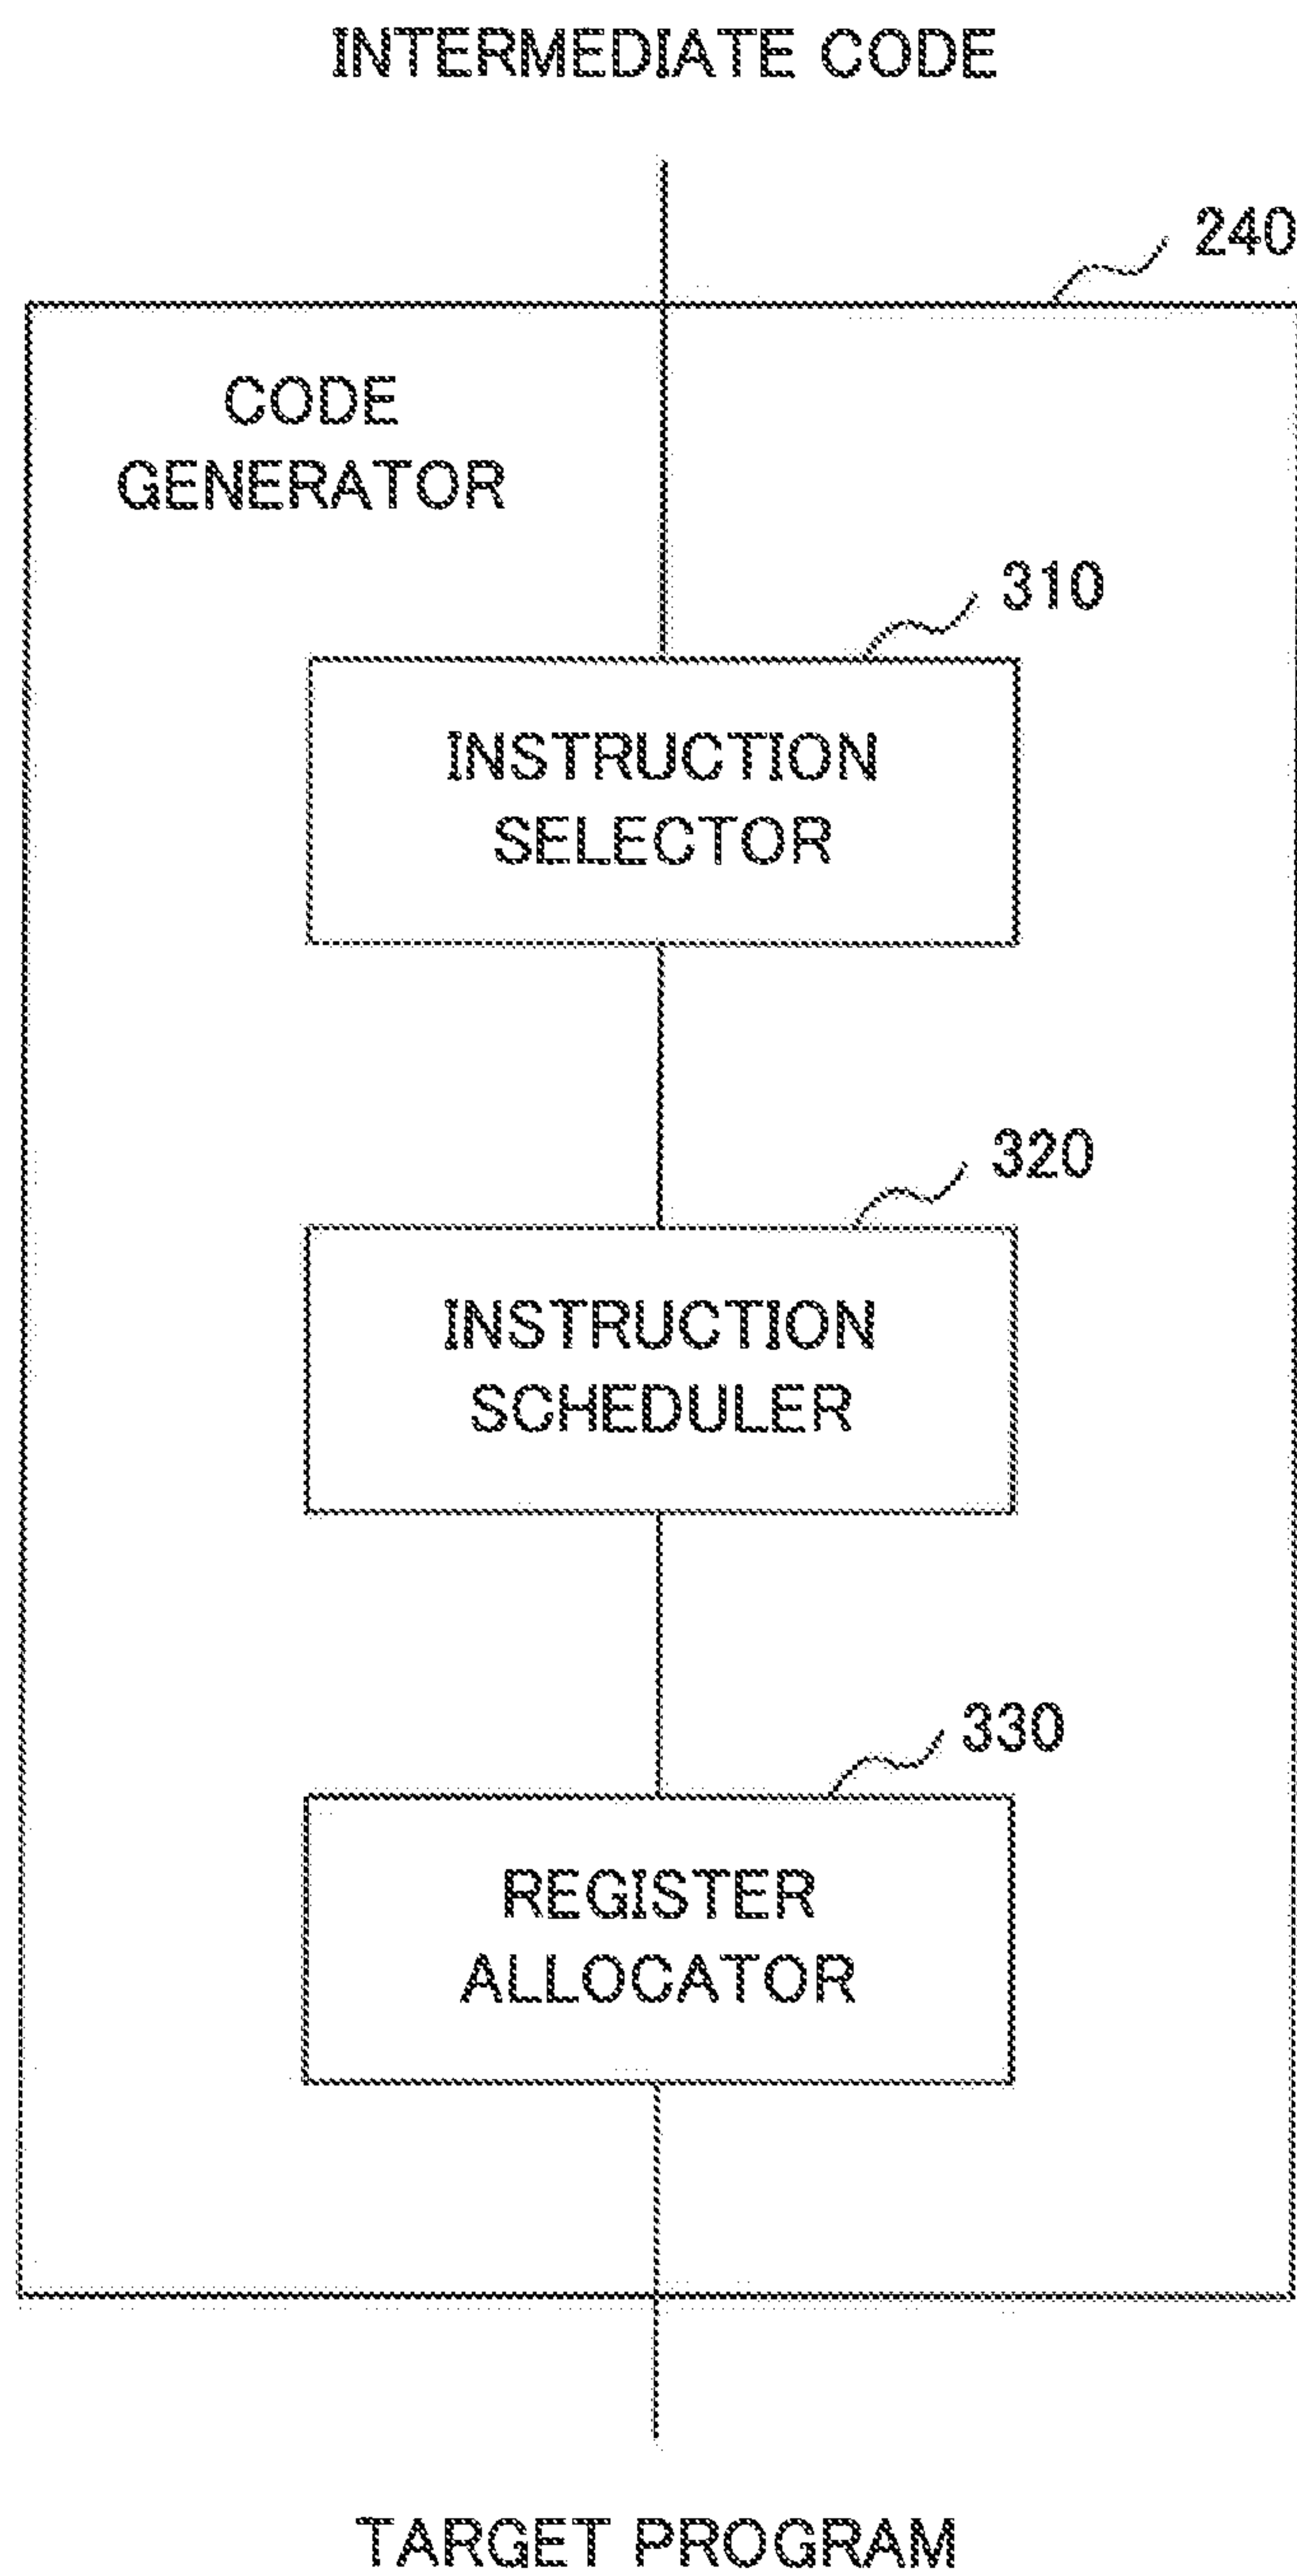 INTERMEDIATE CODE
240
CODE
GENERATOR
310
INSTRUCTION
SELECTOR
320
INSTRUCTION
SCHEDULER
330
REGISTER
ALLOCATOR
TARGET PROGRAM